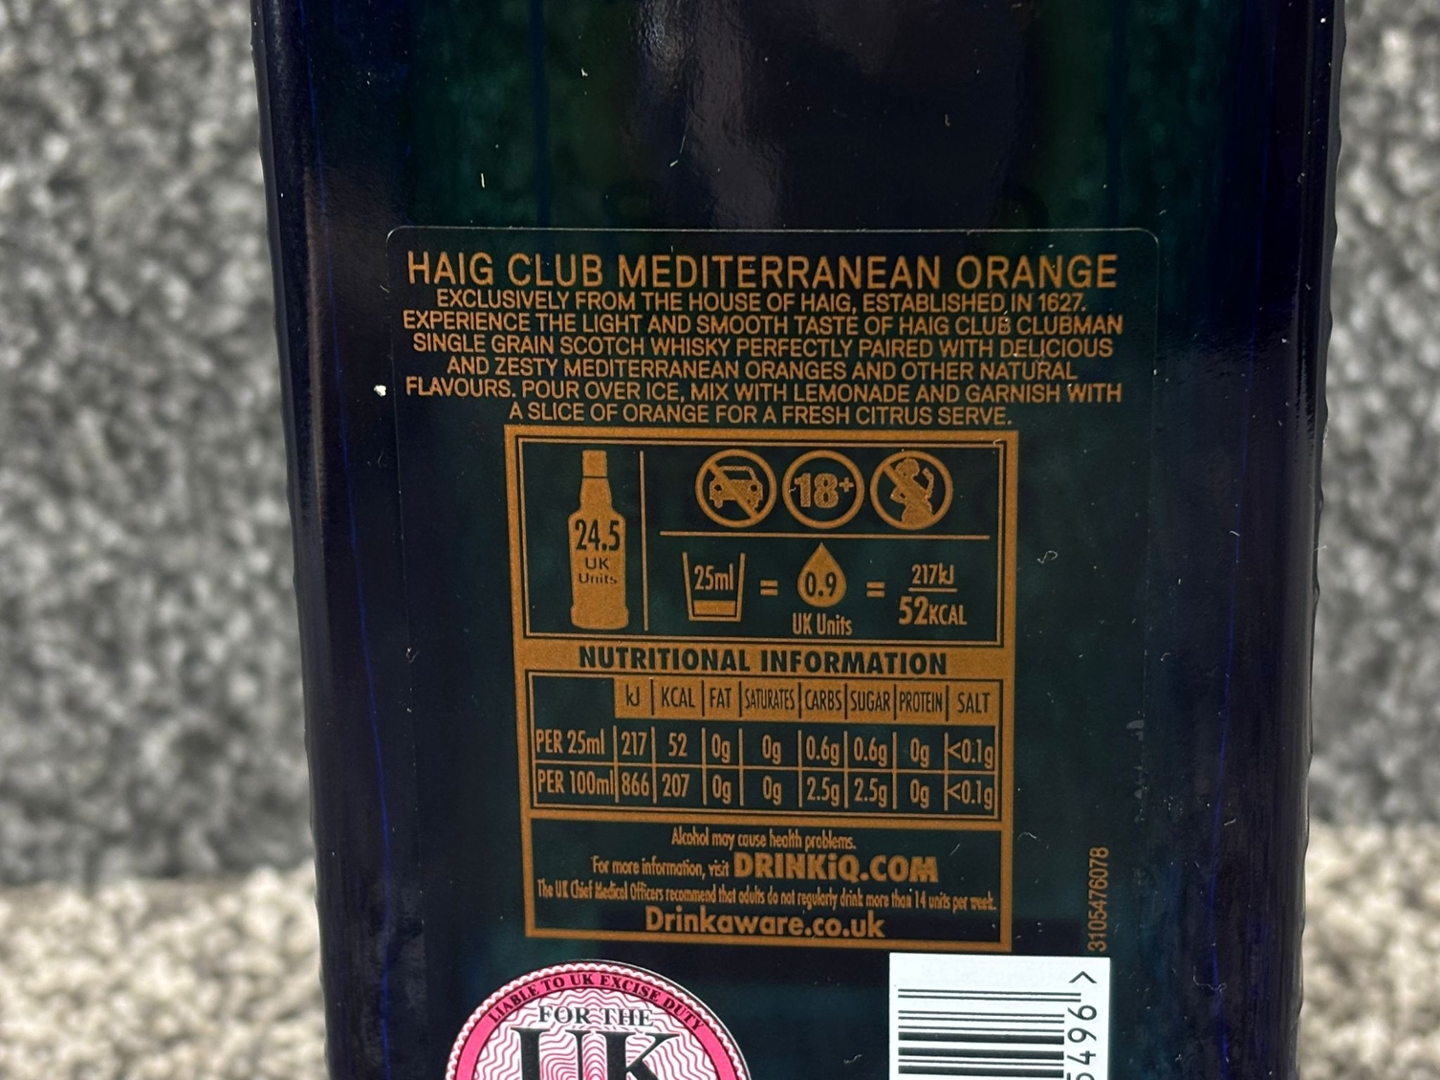 HAIG CLUB MEDITERRANEAN ORANGE
EXCLUSIVELY FROM THE HOUSE OF HAIG, ESTABLISHED IN 1627.
EXPERIENCE THE LIGHT AND SMOOTH TASTE OF HAIG CLUB CLUBMAN
SINGLE GRAIN SCOTCH WHISKY PERFECTLY PAIRED WITH DELICIOUS
AND ZESTY MEDITERRANEAN ORANGES AND OTHER NATURAL
FLAVOURS. POUR OVER ICE, MIX WITH LEMONADE AND GARNISH WITH
A SLICE OF ORANGE FOR A FRESH CITRUS SERVE.
24.5
UK
Units
18+
25ml = 0.9 = 217kJ
52KCAL
UK Units
NUTRITIONAL INFORMATION
kJ KCAL FAT SATURATES CARBS SUGAR PROTEIN SALT
PER 25ml 217 52 0g 0g 0.6g 0.6g 0g <0.1g
PER 100ml 866 207 0g 0g 2.5g 2.5g 0g <0.1g
Alcohol may cause health problems.
For more information, visit DRINKiQ.COM
The UK Chief Medical Officers recommend that adults do not regularly drink more than 14 units per week.
Drinkaware.co.uk
3105476078
LIABLE TO UK EXCISE DUTY
FOR THE
UK
5496 >